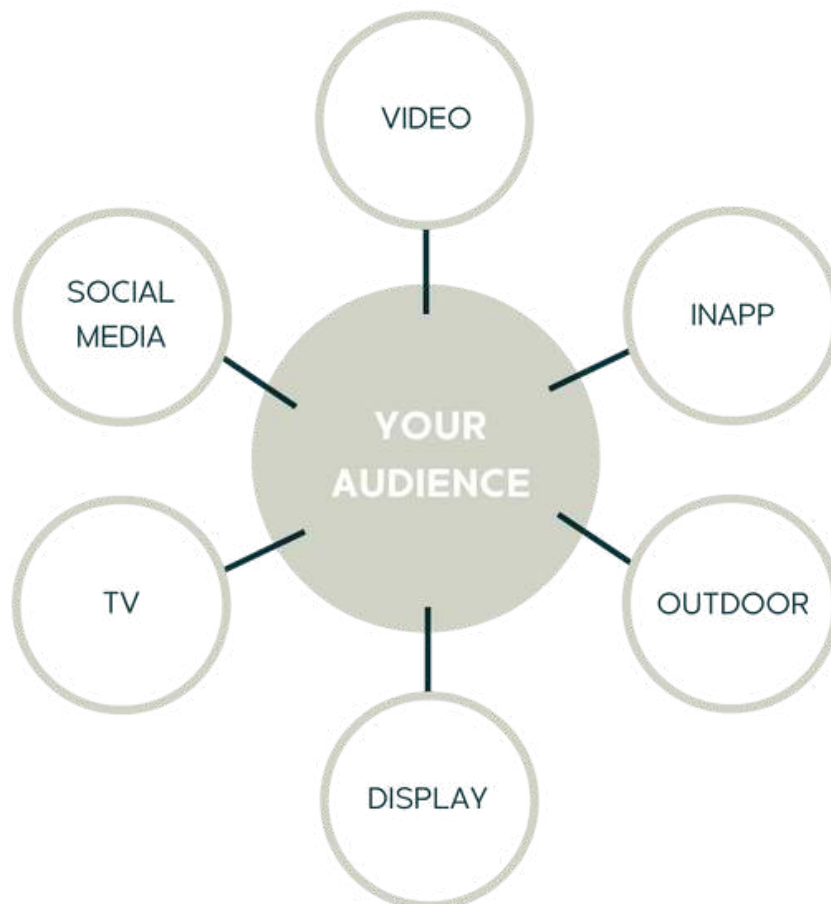 VIDEO
SOCIAL
MEDIA
INAPP
YOUR
AUDIENCE
TV
OUTDOOR
DISPLAY